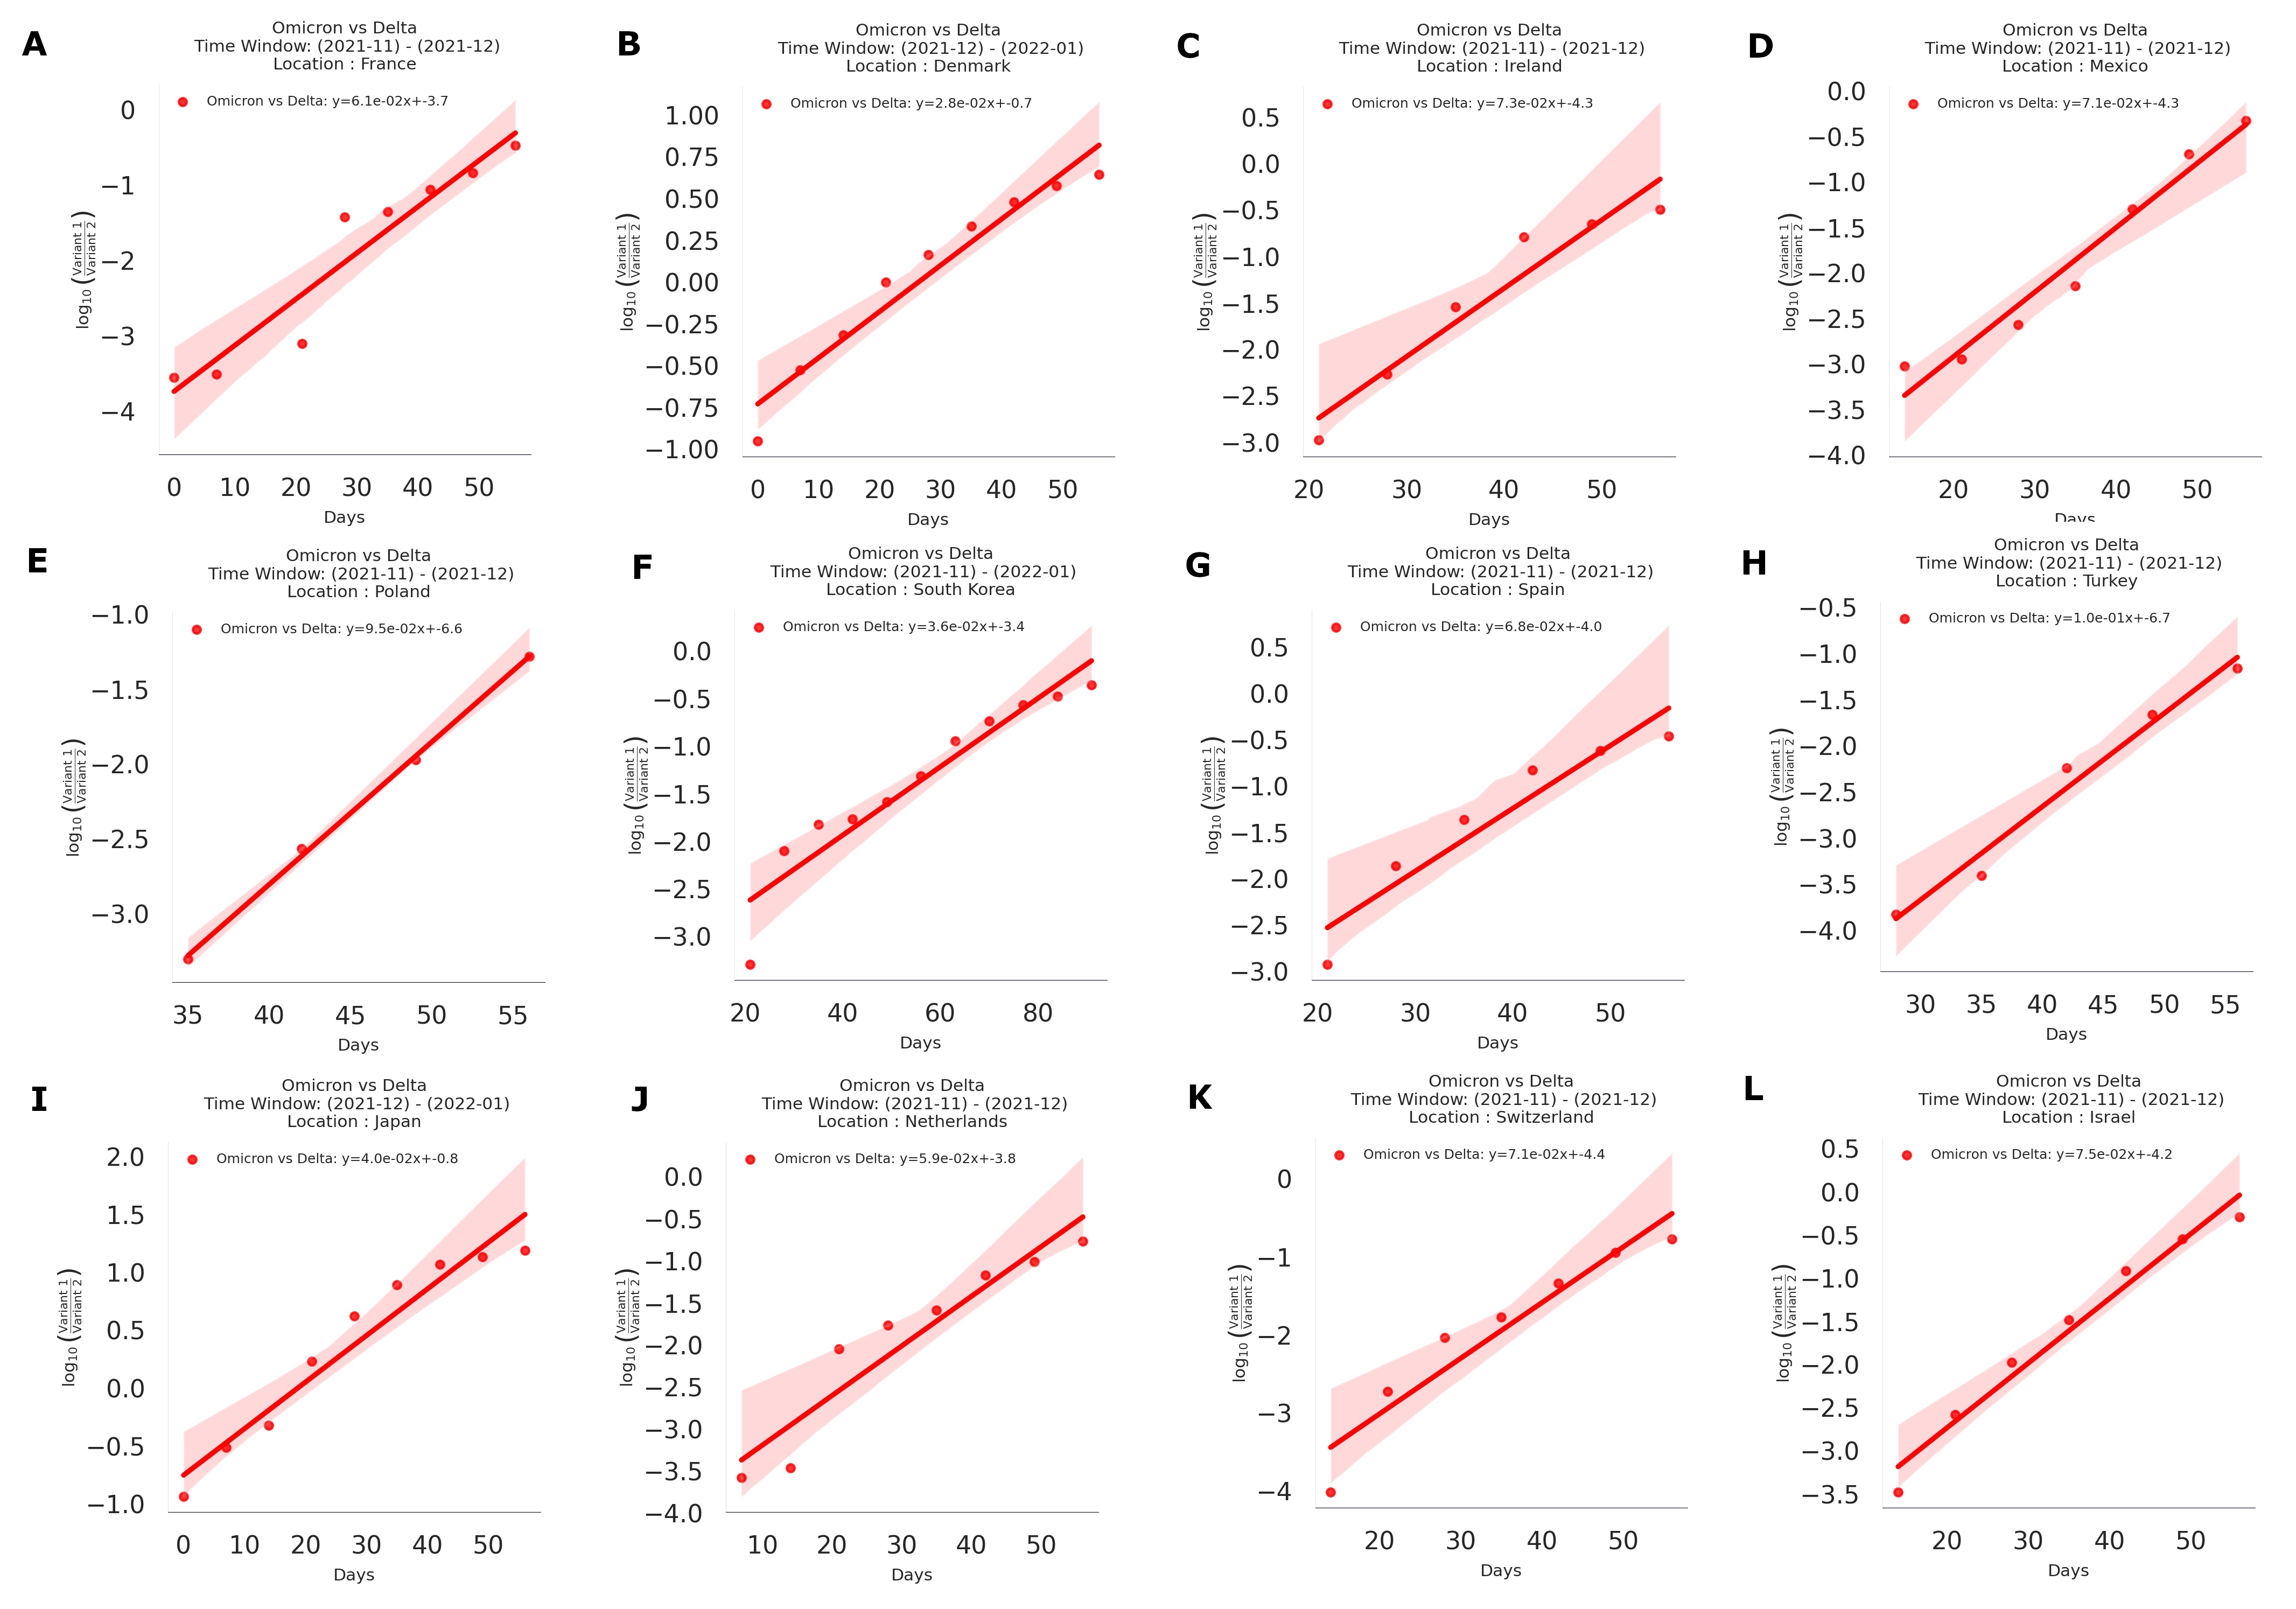 A
Omicron vs Delta
Time Window: (2021-11) - (2021-12)
Location : France
Omicron vs Delta: y=6.1e-02x+-3.7
0
−1
−2
−3
−4
log10 (Variant 1 / Variant 2)
0 10 20 30 40 50
Days
B
Omicron vs Delta
Time Window: (2021-12) - (2022-01)
Location : Denmark
Omicron vs Delta: y=2.8e-02x+-0.7
1.00
0.75
0.50
0.25
0.00
−0.25
−0.50
−0.75
−1.00
log10 (Variant 1 / Variant 2)
0 10 20 30 40 50
Days
C
Omicron vs Delta
Time Window: (2021-11) - (2021-12)
Location : Ireland
Omicron vs Delta: y=7.3e-02x+-4.3
0.5
0.0
−0.5
−1.0
−1.5
−2.0
−2.5
−3.0
log10 (Variant 1 / Variant 2)
20 30 40 50
Days
D
Omicron vs Delta
Time Window: (2021-11) - (2021-12)
Location : Mexico
Omicron vs Delta: y=7.1e-02x+-4.3
0.0
−0.5
−1.0
−1.5
−2.0
−2.5
−3.0
−3.5
−4.0
log10 (Variant 1 / Variant 2)
20 30 40 50
Days
E
Omicron vs Delta
Time Window: (2021-11) - (2021-12)
Location : Poland
Omicron vs Delta: y=9.5e-02x+-6.6
−1.0
−1.5
−2.0
−2.5
−3.0
log10 (Variant 1 / Variant 2)
35 40 45 50 55
Days
F
Omicron vs Delta
Time Window: (2021-11) - (2022-01)
Location : South Korea
Omicron vs Delta: y=3.6e-02x+-3.4
0.0
−0.5
−1.0
−1.5
−2.0
−2.5
−3.0
log10 (Variant 1 / Variant 2)
20 40 60 80
Days
G
Omicron vs Delta
Time Window: (2021-11) - (2021-12)
Location : Spain
Omicron vs Delta: y=6.8e-02x+-4.0
0.5
0.0
−0.5
−1.0
−1.5
−2.0
−2.5
−3.0
log10 (Variant 1 / Variant 2)
20 30 40 50
Days
H
Omicron vs Delta
Time Window: (2021-11) - (2021-12)
Location : Turkey
Omicron vs Delta: y=1.0e-01x+-6.7
−0.5
−1.0
−1.5
−2.0
−2.5
−3.0
−3.5
−4.0
log10 (Variant 1 / Variant 2)
30 35 40 45 50 55
Days
I
Omicron vs Delta
Time Window: (2021-12) - (2022-01)
Location : Japan
Omicron vs Delta: y=4.0e-02x+-0.8
2.0
1.5
1.0
0.5
0.0
−0.5
−1.0
log10 (Variant 1 / Variant 2)
0 10 20 30 40 50
Days
J
Omicron vs Delta
Time Window: (2021-11) - (2021-12)
Location : Netherlands
Omicron vs Delta: y=5.9e-02x+-3.8
0.0
−0.5
−1.0
−1.5
−2.0
−2.5
−3.0
−3.5
−4.0
log10 (Variant 1 / Variant 2)
10 20 30 40 50
Days
K
Omicron vs Delta
Time Window: (2021-11) - (2021-12)
Location : Switzerland
Omicron vs Delta: y=7.1e-02x+-4.4
0
−1
−2
−3
−4
log10 (Variant 1 / Variant 2)
20 30 40 50
Days
L
Omicron vs Delta
Time Window: (2021-11) - (2021-12)
Location : Israel
Omicron vs Delta: y=7.5e-02x+-4.2
0.5
0.0
−0.5
−1.0
−1.5
−2.0
−2.5
−3.0
−3.5
log10 (Variant 1 / Variant 2)
20 30 40 50
Days